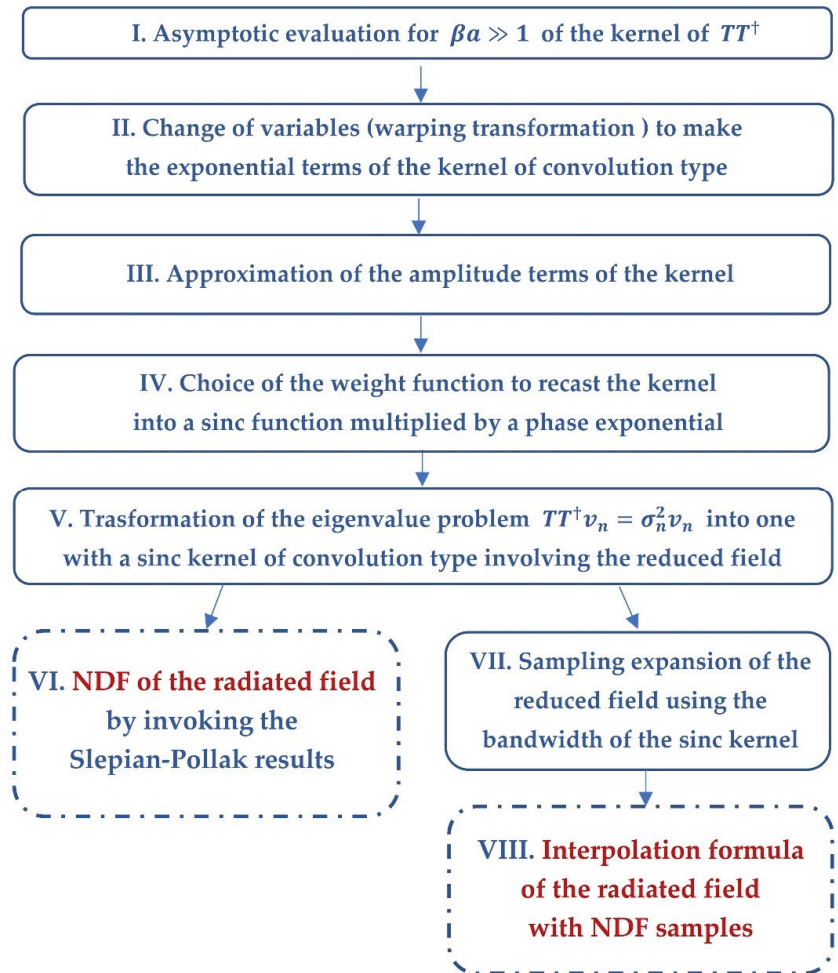 I. Asymptotic evaluation for βa ≫ 1 of the kernel of TT†
II. Change of variables (warping transformation ) to make
the exponential terms of the kernel of convolution type
III. Approximation of the amplitude terms of the kernel
IV. Choice of the weight function to recast the kernel
into a sinc function multiplied by a phase exponential
V. Trasformation of the eigenvalue problem TT†vₙ = σₙ²vₙ into one
with a sinc kernel of convolution type involving the reduced field
VI. NDF of the radiated field
by invoking the
Slepian-Pollak results
VII. Sampling expansion of the
reduced field using the
bandwidth of the sinc kernel
VIII. Interpolation formula
of the radiated field
with NDF samples